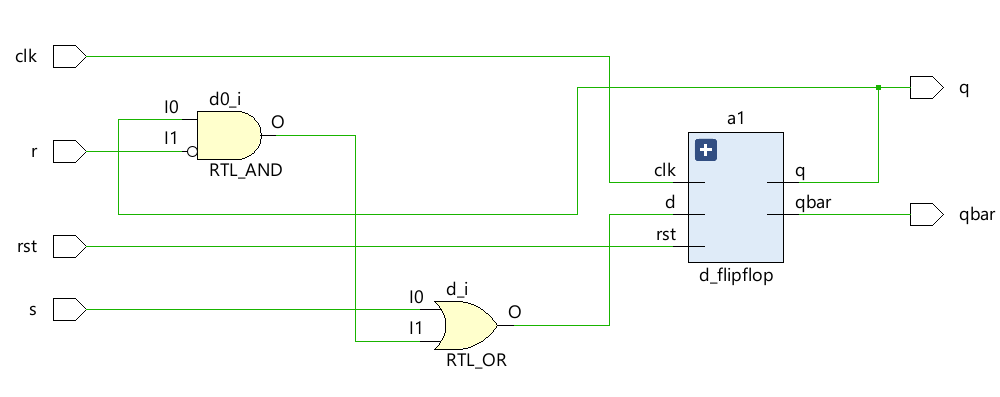 clk
d0_i
I0
I1
O
RTL_AND
r
rst
s
d_i
I0
I1
O
RTL_OR
a1
clk
d
rst
q
qbar
d_flipflop
q
qbar